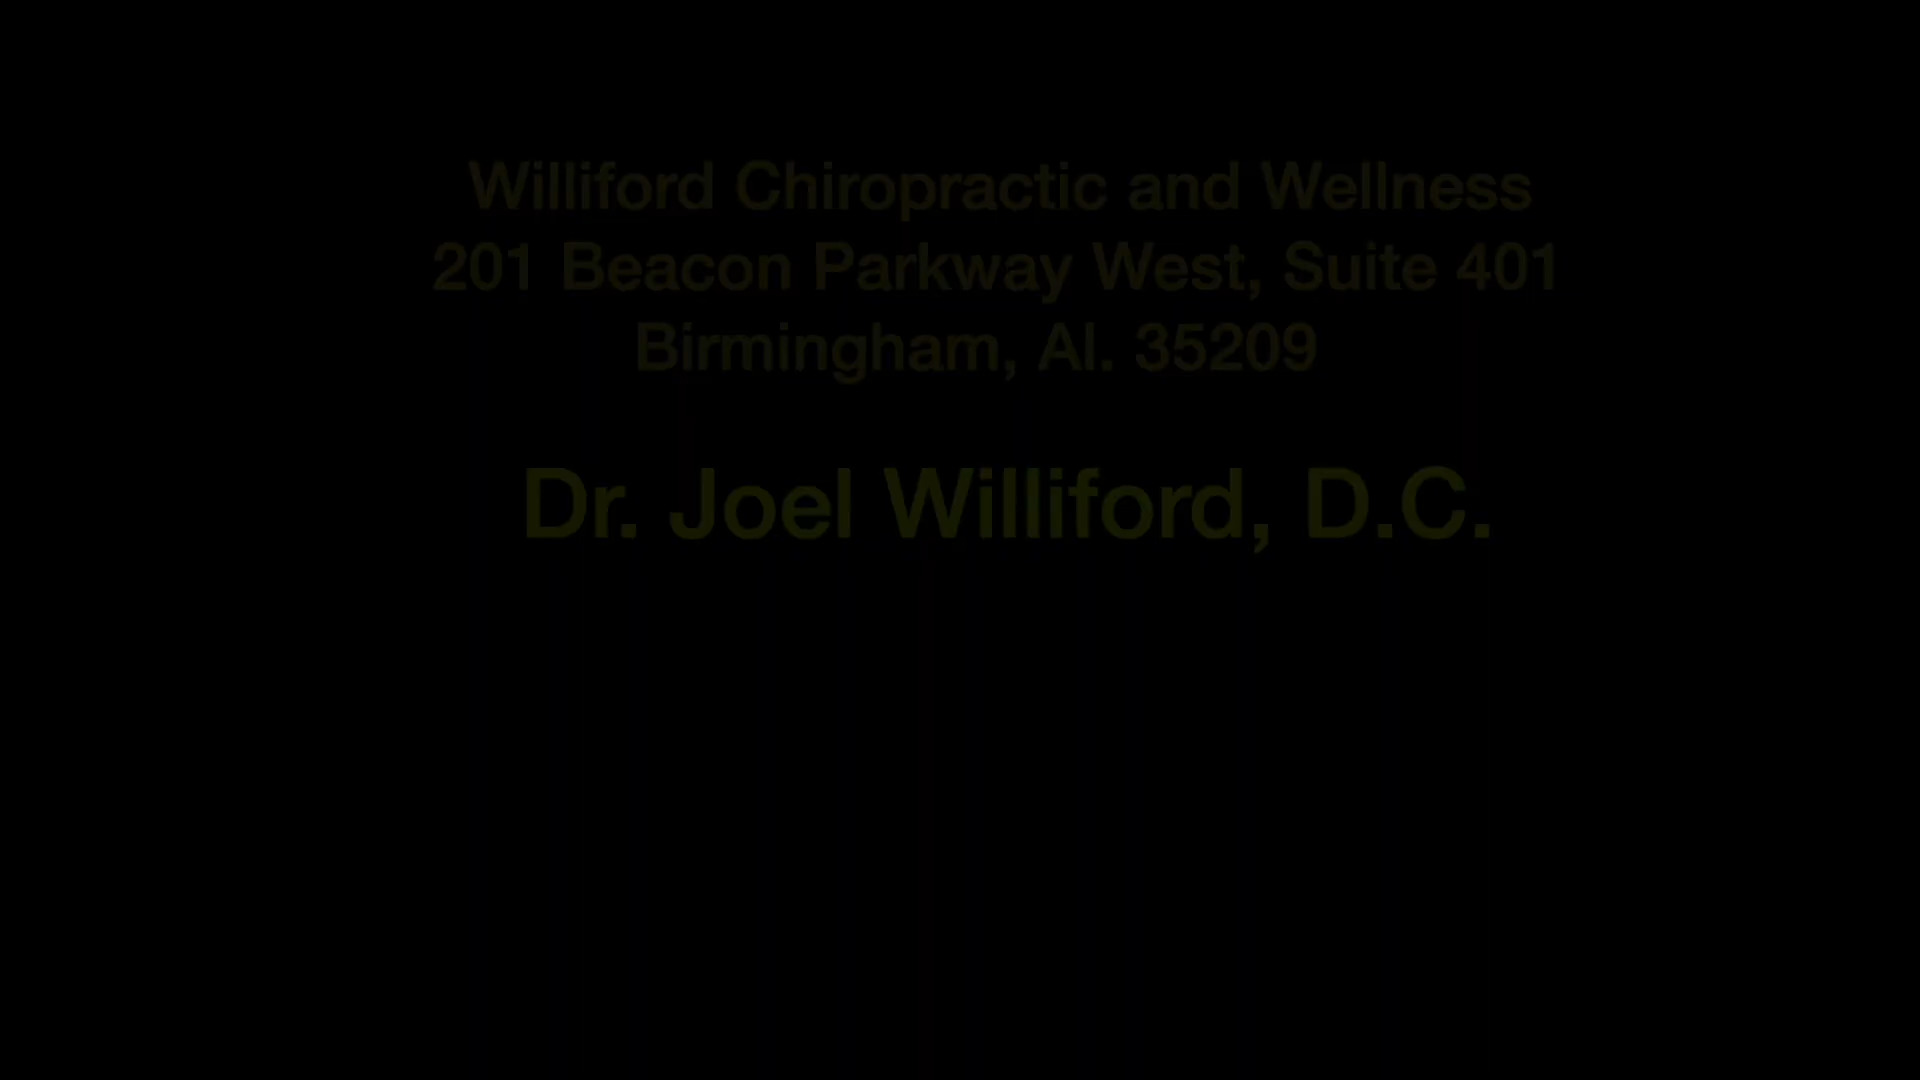 Williford Chiropractic and Wellness
201 Beacon Parkway West, Suite 401
Birmingham, Al. 35209
Dr. Joel Williford, D.C.